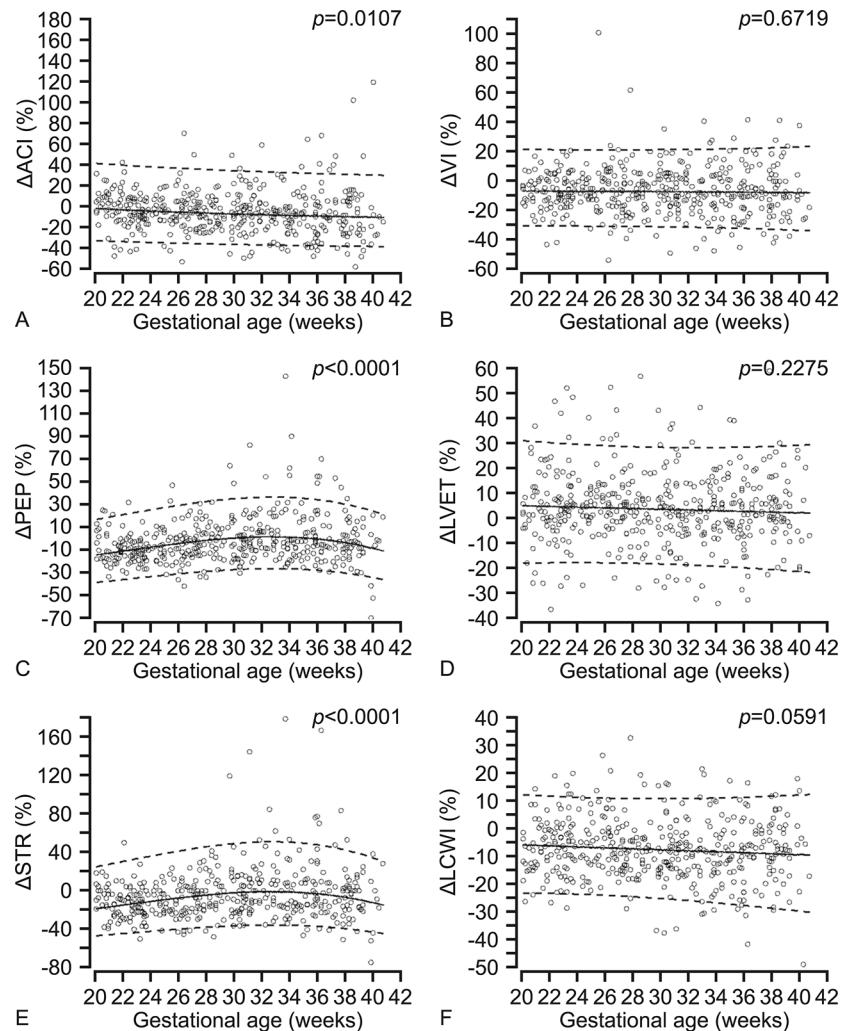 p=0.0107
180
160
140
120
100
80
60
40
20
0
-20
-40
-60
ΔACI (%)
20 22 24 26 28 30 32 34 36 38 40 42
Gestational age (weeks)
A
p=0.6719
100
80
60
40
20
0
-20
-40
-60
ΔVI (%)
20 22 24 26 28 30 32 34 36 38 40 42
Gestational age (weeks)
B
p<0.0001
150
130
110
90
70
50
30
10
-10
-30
-50
-70
ΔPEP (%)
20 22 24 26 28 30 32 34 36 38 40 42
Gestational age (weeks)
C
p=0.2275
60
50
40
30
20
10
0
-10
-20
-30
-40
ΔLVET (%)
20 22 24 26 28 30 32 34 36 38 40 42
Gestational age (weeks)
D
p<0.0001
160
120
80
40
0
-40
-80
ΔSTR (%)
20 22 24 26 28 30 32 34 36 38 40 42
Gestational age (weeks)
E
p=0.0591
40
30
20
10
0
-10
-20
-30
-40
-50
ΔLCWI (%)
20 22 24 26 28 30 32 34 36 38 40 42
Gestational age (weeks)
F